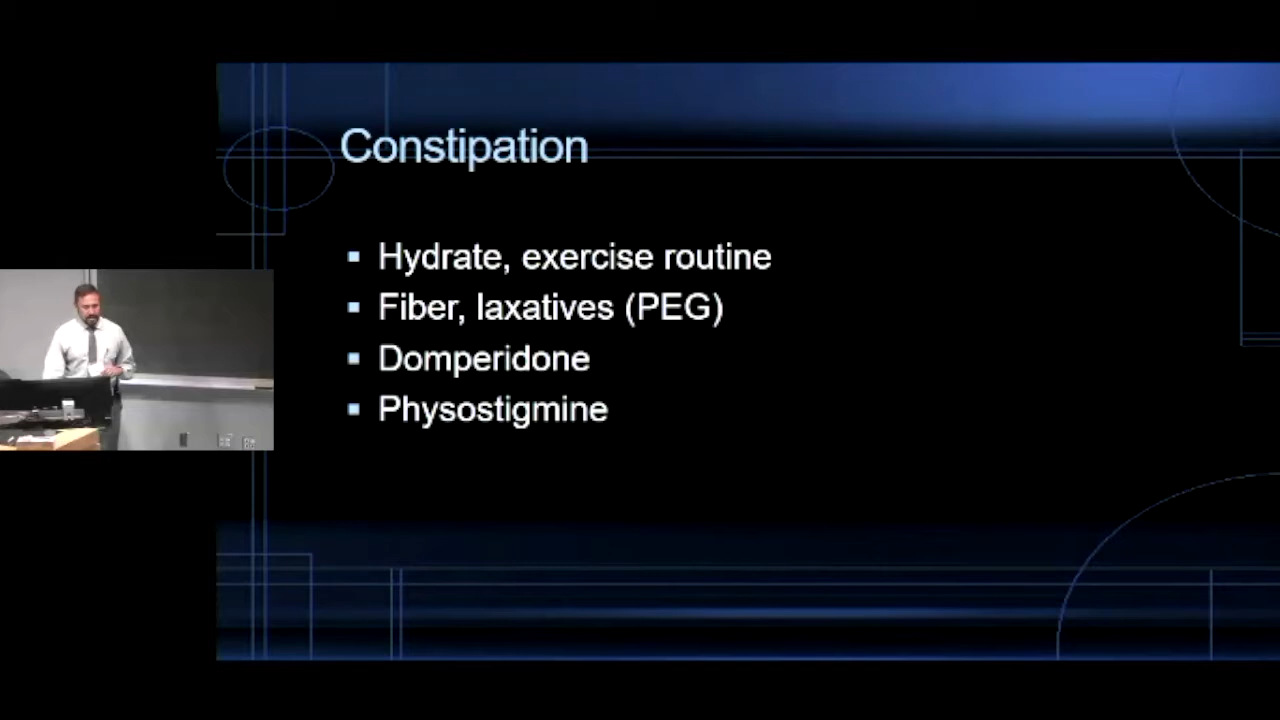 Constipation
▪ Hydrate, exercise routine
▪ Fiber, laxatives (PEG)
▪ Domperidone
▪ Physostigmine